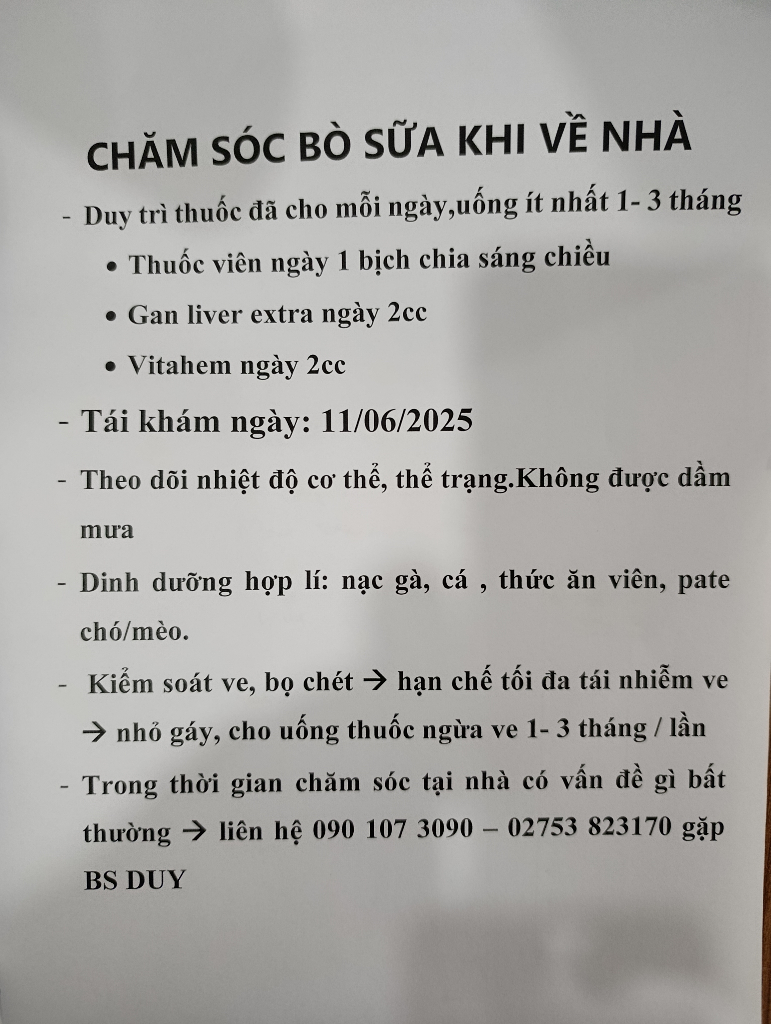 CHĂM SÓC BÒ SỮA KHI VỀ NHÀ
- Duy trì thuốc đã cho mỗi ngày,uống ít nhất 1- 3 tháng
• Thuốc viên ngày 1 bịch chia sáng chiều
• Gan liver extra ngày 2cc
• Vitahem ngày 2cc
- Tái khám ngày: 11/06/2025
- Theo dõi nhiệt độ cơ thể, thể trạng.Không được dầm
mưa
- Dinh dưỡng hợp lí: nạc gà, cá , thức ăn viên, pate
chó/mèo.
- Kiểm soát ve, bọ chét → hạn chế tối đa tái nhiễm ve
→ nhỏ gáy, cho uống thuốc ngừa ve 1- 3 tháng / lần
- Trong thời gian chăm sóc tại nhà có vấn đề gì bất
thường → liên hệ 090 107 3090 – 02753 823170 gặp
BS DUY